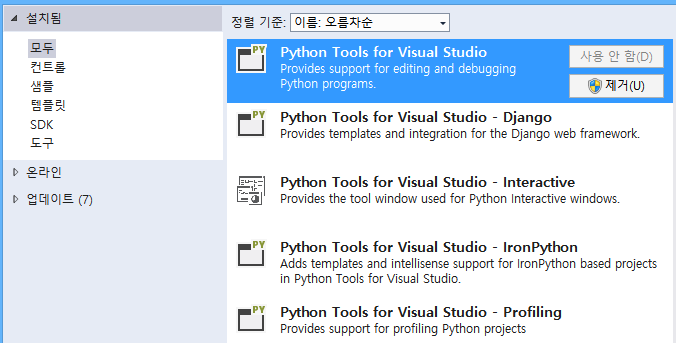 설치됨
모두
컨트롤
샘플
템플릿
SDK
도구
온라인
업데이트 (7)
정렬 기준: 이름: 오름차순
PY
Python Tools for Visual Studio
Provides support for editing and debugging
Python programs.
사용 안 함(D)
제거(U)
PY
Python Tools for Visual Studio - Django
Provides templates and integration for the Django web framework.
Python Tools for Visual Studio - Interactive
Provides the tool window used for Python Interactive windows.
PY
Python Tools for Visual Studio - IronPython
Adds templates and intellisense support for IronPython based projects
in Python Tools for Visual Studio.
PY
Python Tools for Visual Studio - Profiling
Provides support for profiling Python projects